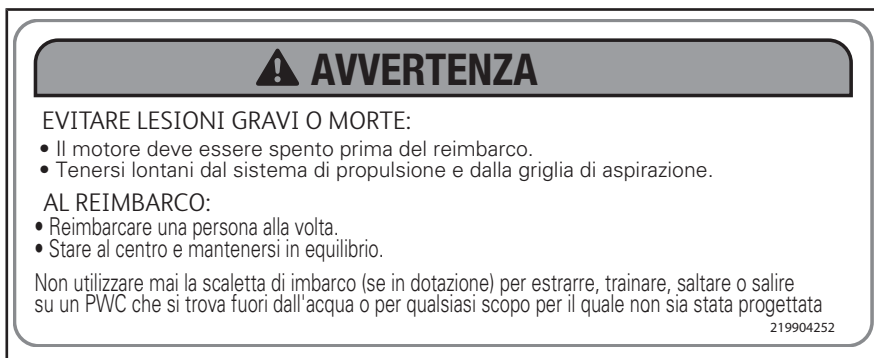 AVVERTENZA
EVITARE LESIONI GRAVI O MORTE:
• Il motore deve essere spento prima del reimbarco.
• Tenersi lontani dal sistema di propulsione e dalla griglia di aspirazione.
AL REIMBARCO:
• Reimbarcare una persona alla volta.
• Stare al centro e mantenersi in equilibrio.
Non utilizzare mai la scaletta di imbarco (se in dotazione) per estrarre, trainare, saltare o salire
su un PWC che si trova fuori dall'acqua o per qualsiasi scopo per il quale non sia stata progettata
219904252